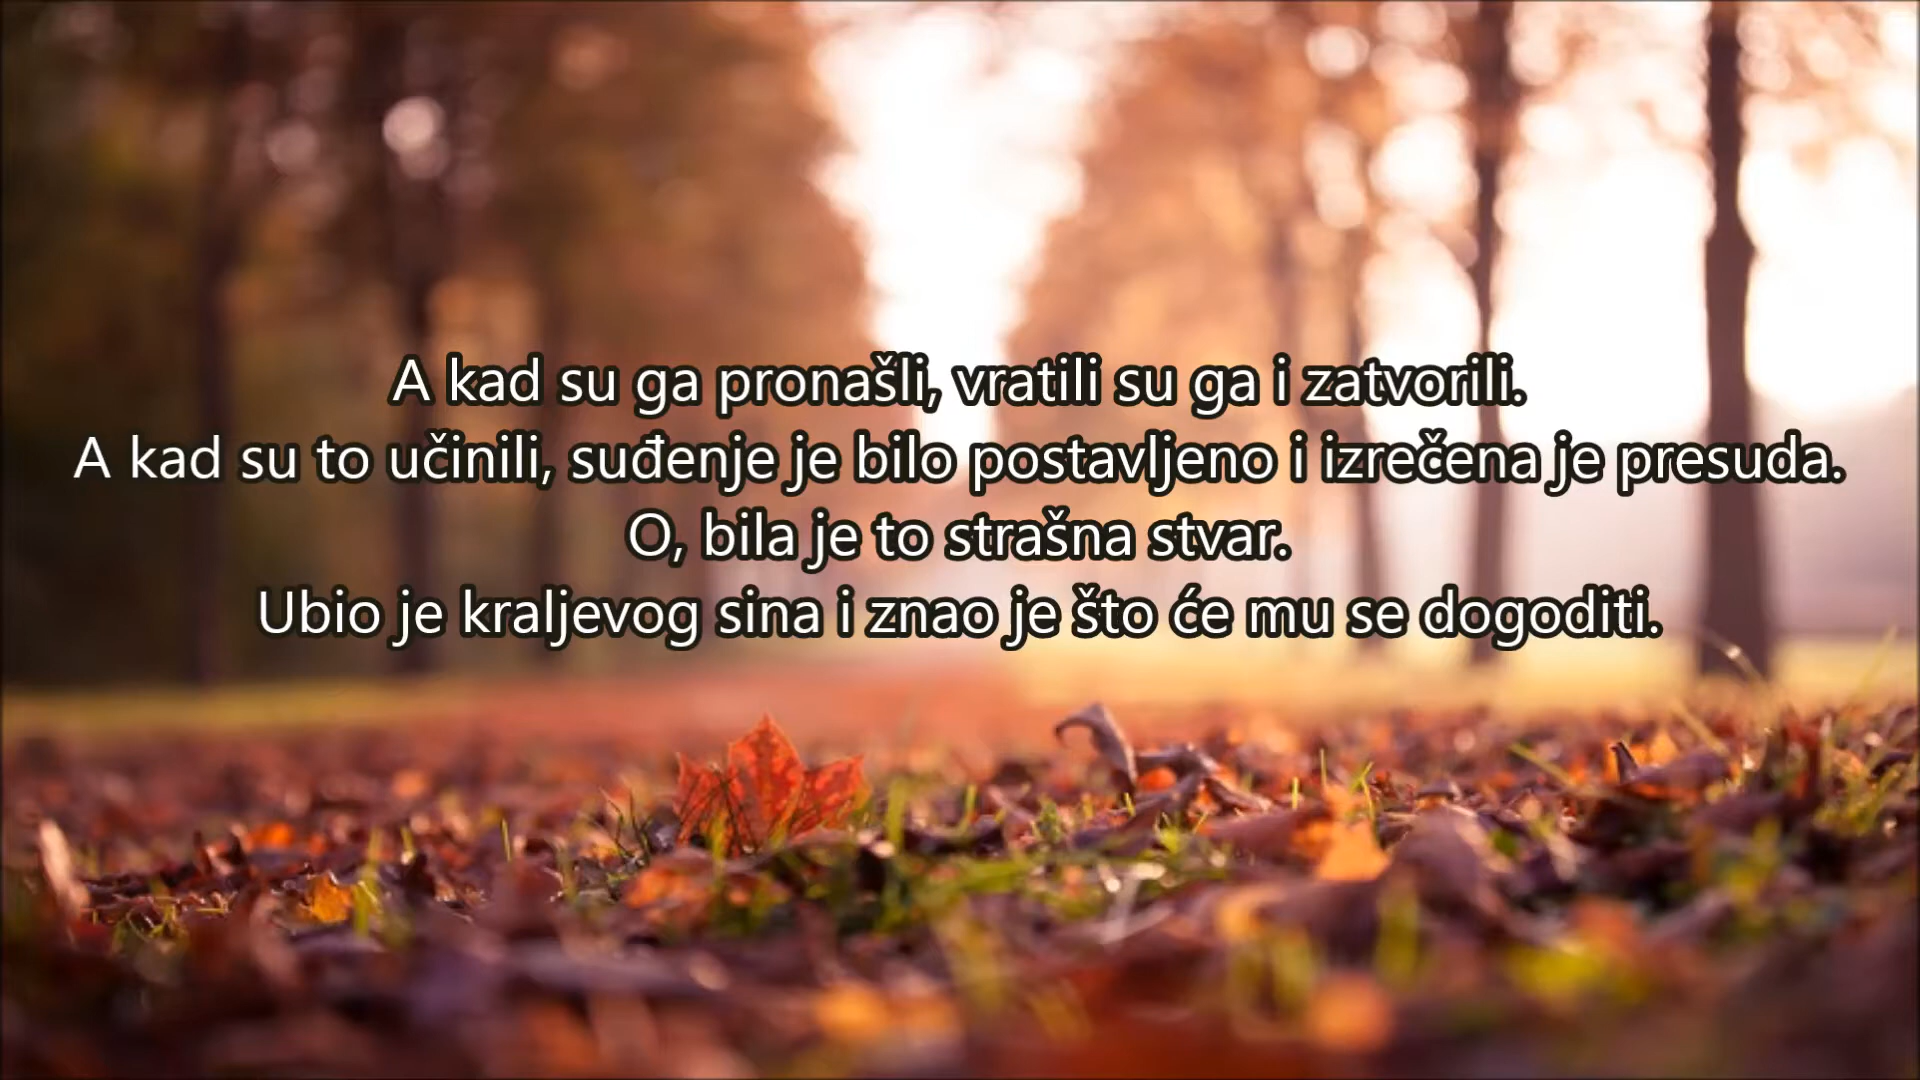 A kad su ga pronašli, vratili su ga i zatvorili.
A kad su to učinili, suđenje je bilo postavljeno i izrečena je presuda.
O, bila je to strašna stvar.
Ubio je kraljevog sina i znao je što će mu se dogoditi.